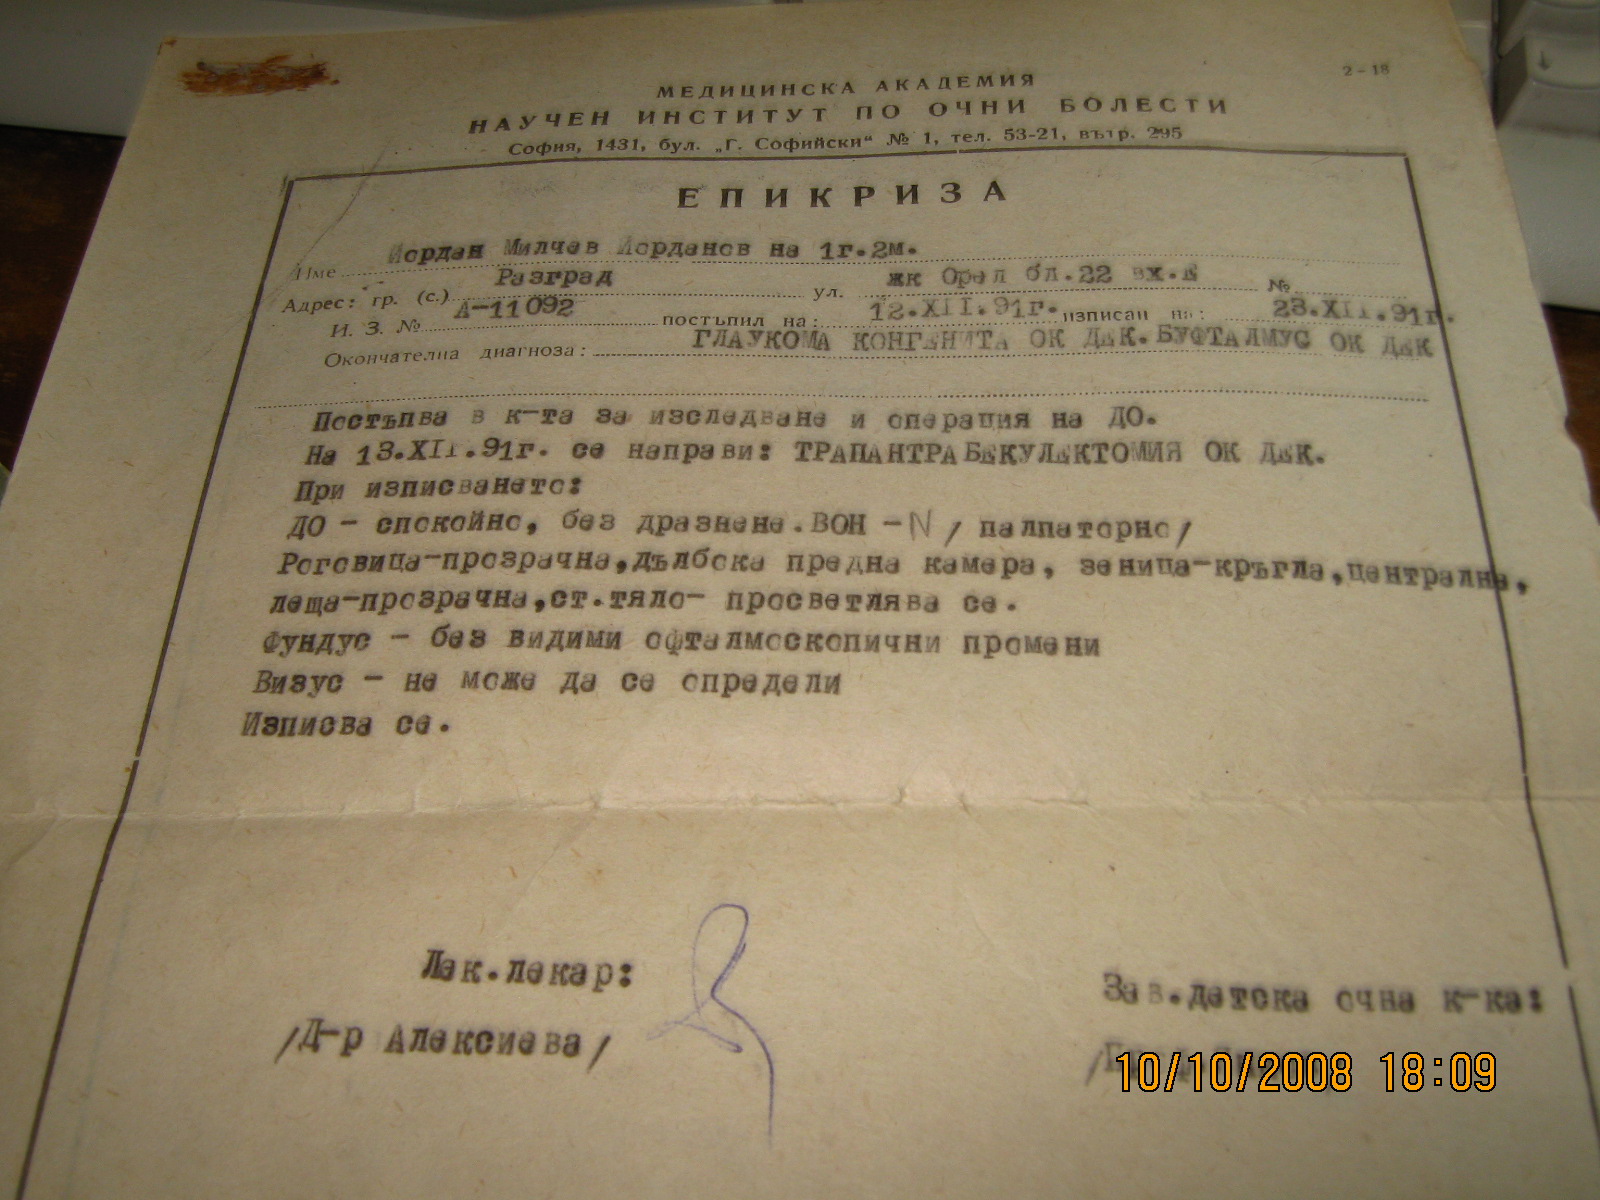 2-18
МЕДИЦИНСКА АКАДЕМИЯ
НАУЧЕН ИНСТИТУТ ПО ОЧНИ БОЛЕСТИ
София, 1431, бул. „Г. Софийски“ № 1, тел. 53-21, вътр. 295
ЕПИКРИЗА
Име Йордан Милчев Йорданов на 1г.2м.
Адрес: гр. (с.) Разград ул. жк Орел бл.22 вх. №
И. З. № А-11092 постъпил на: 12.XII.91г. изписан на: 23.XII.91г.
Окончателна диагноза: ГЛАУКОМА КОНГЕНИТА ОК ДЕК.БУФТАЛМУС ОК ДЕК
Постъпва в к-та за изследване и операция на ДО.
На 13.XII.91г. се направи: ТРАПАНТРАБЕКУЛЕКТОМИЯ ОК ДЕК.
При изписването:
ДО - спокойно, без дразнене.ВОН -N/ палпаторно/
Роговица-прозрачна,дълбока предна камера, зеница-кръгла,централна,
леща-прозрачна,ст.тяло- просветлява се.
Фундус - без видими офталмоскопични промени
Визус - не може да се определи
Изписва се.
Лек.лекар:
Зав.детска очна к-ка:
/Д-р Алексиева/
10/10/2008 18:09